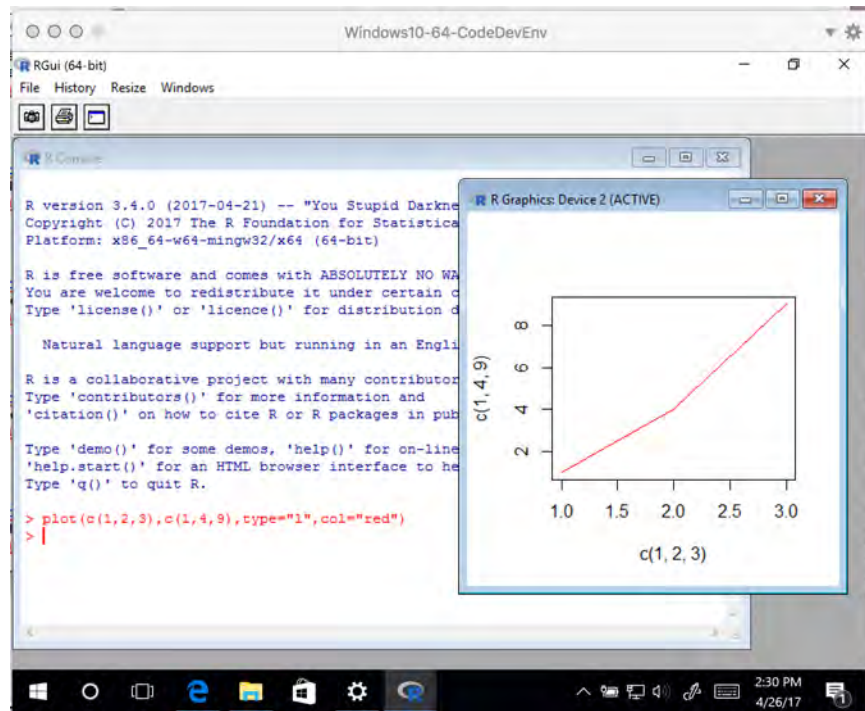 Windows10-64-CodeDevEnv
RGui (64-bit)
File History Resize Windows
R Console
R version 3.4.0 (2017-04-21) -- "You Stupid Darkne
Copyright (C) 2017 The R Foundation for Statistica
Platform: x86_64-w64-mingw32/x64 (64-bit)
R is free software and comes with ABSOLUTELY NO WA
You are welcome to redistribute it under certain c
Type 'license()' or 'licence()' for distribution d
Natural language support but running in an Engli
R is a collaborative project with many contributor
Type 'contributors()' for more information and
'citation()' on how to cite R or R packages in pub
Type 'demo()' for some demos, 'help()' for on-line
'help.start()' for an HTML browser interface to he
Type 'q()' to quit R.
> plot(c(1,2,3),c(1,4,9),type="l",col="red")
>
R Graphics: Device 2 (ACTIVE)
8
6
4
2
c(1, 4, 9)
1.0 1.5 2.0 2.5 3.0
c(1, 2, 3)
2:30 PM
4/26/17
1